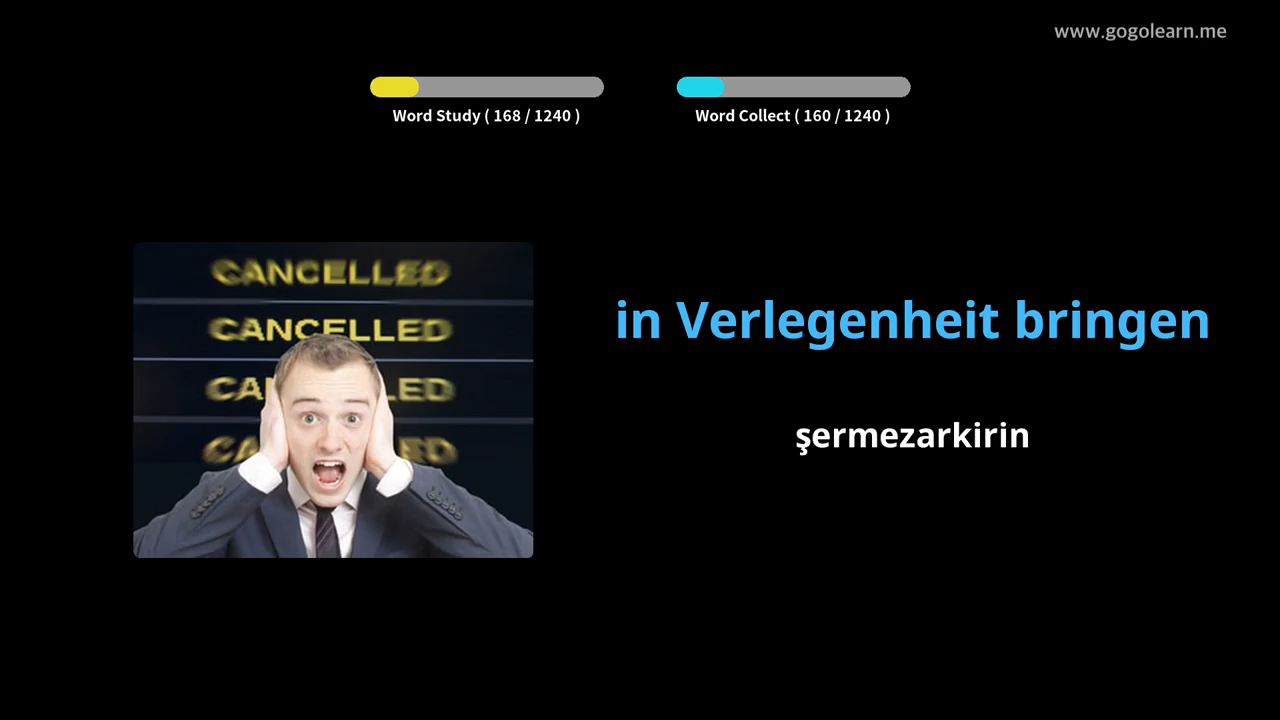 www.gogolearn.me
Word Study ( 168 / 1240 )
Word Collect ( 160 / 1240 )
CANCELLED
CANCELLED
in Verlegenheit bringen
şermezarkirin